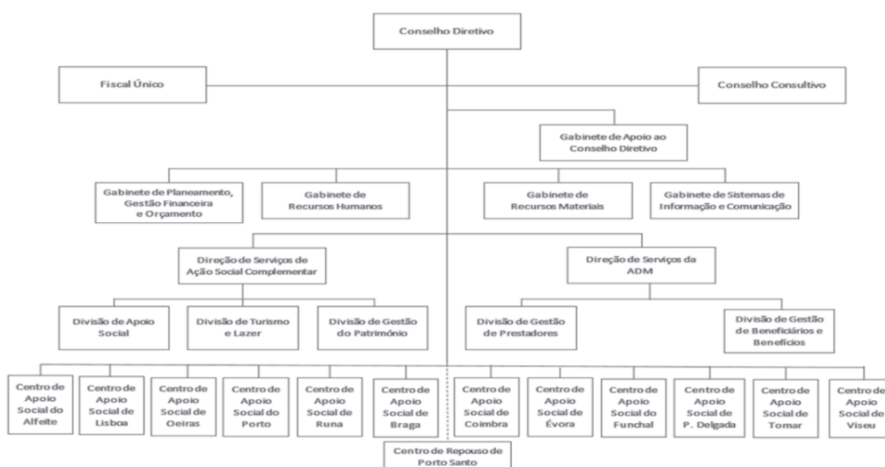 Conselho Diretivo
Fiscal Único
Conselho Consultivo
Gabinete de Apoio ao
Conselho Diretivo
Gabinete de Planeamento,
Gestão Financeira
e Orçamento
Gabinete de
Recursos Humanos
Gabinete de
Recursos Materiais
Gabinete de Sistemas de
Informação e Comunicação
Direção de Serviços de
Ação Social Complementar
Direção de Serviços da
ADM
Divisão de Apoio
Social
Divisão de Turismo
e Lazer
Divisão de Gestão
do Património
Divisão de Gestão
de Prestadores
Divisão de Gestão
de Beneficiários e
Benefícios
Centro de
Apoio
Social do
Alfeite
Centro de
Apoio
Social de
Lisboa
Centro de
Apoio
Social de
Oeiras
Centro de
Apoio
Social do
Porto
Centro de
Apoio
Social de
Runa
Centro de
Apoio
Social de
Braga
Centro de
Apoio
Social de
Coimbra
Centro de
Apoio
Social de
Évora
Centro de
Apoio
Social do
Funchal
Centro de
Apoio
Social de
P. Delgada
Centro de
Apoio
Social de
Tomar
Centro de
Apoio
Social de
Viseu
Centro de Repouso de
Porto Santo